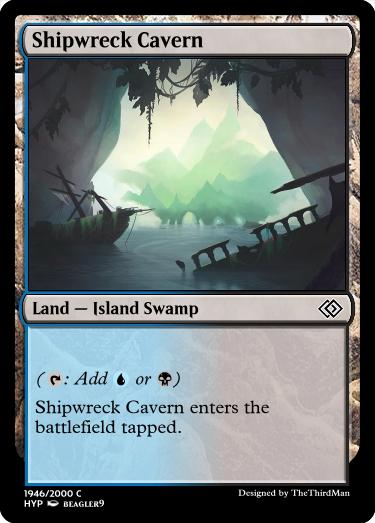 Shipwreck Cavern
Land — Island Swamp
( : Add or )
Shipwreck Cavern enters the
battlefield tapped.
1946/2000 C
Designed by TheThirdMan
HYP BEAGLER9